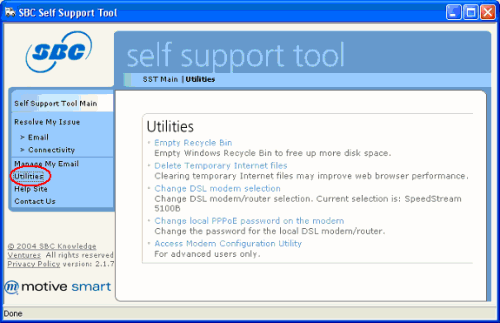 SBC Self Support Tool
SBC
self support tool
SST Main | Utilities
Self Support Tool Main
Resolve My Issue
> Email
> Connectivity
Manage My Email
Utilities
Help Site
Contact Us
Utilities
Empty Recycle Bin
Empty Windows Recycle Bin to free up more disk space.
Delete Temporary Internet files
Clearing temporary Internet files may improve web browser performance.
Change DSL modem selection
Change DSL modem/router selection. Current selection is: SpeedStream
5100B
Change local PPPoE password on the modem
Change the password for the local DSL modem/router.
Access Modem Configuration Utility
For advanced users only.
© 2004 SBC Knowledge
Ventures All rights reserved
Privacy Policy version: 2.1.7
motive smart
Done